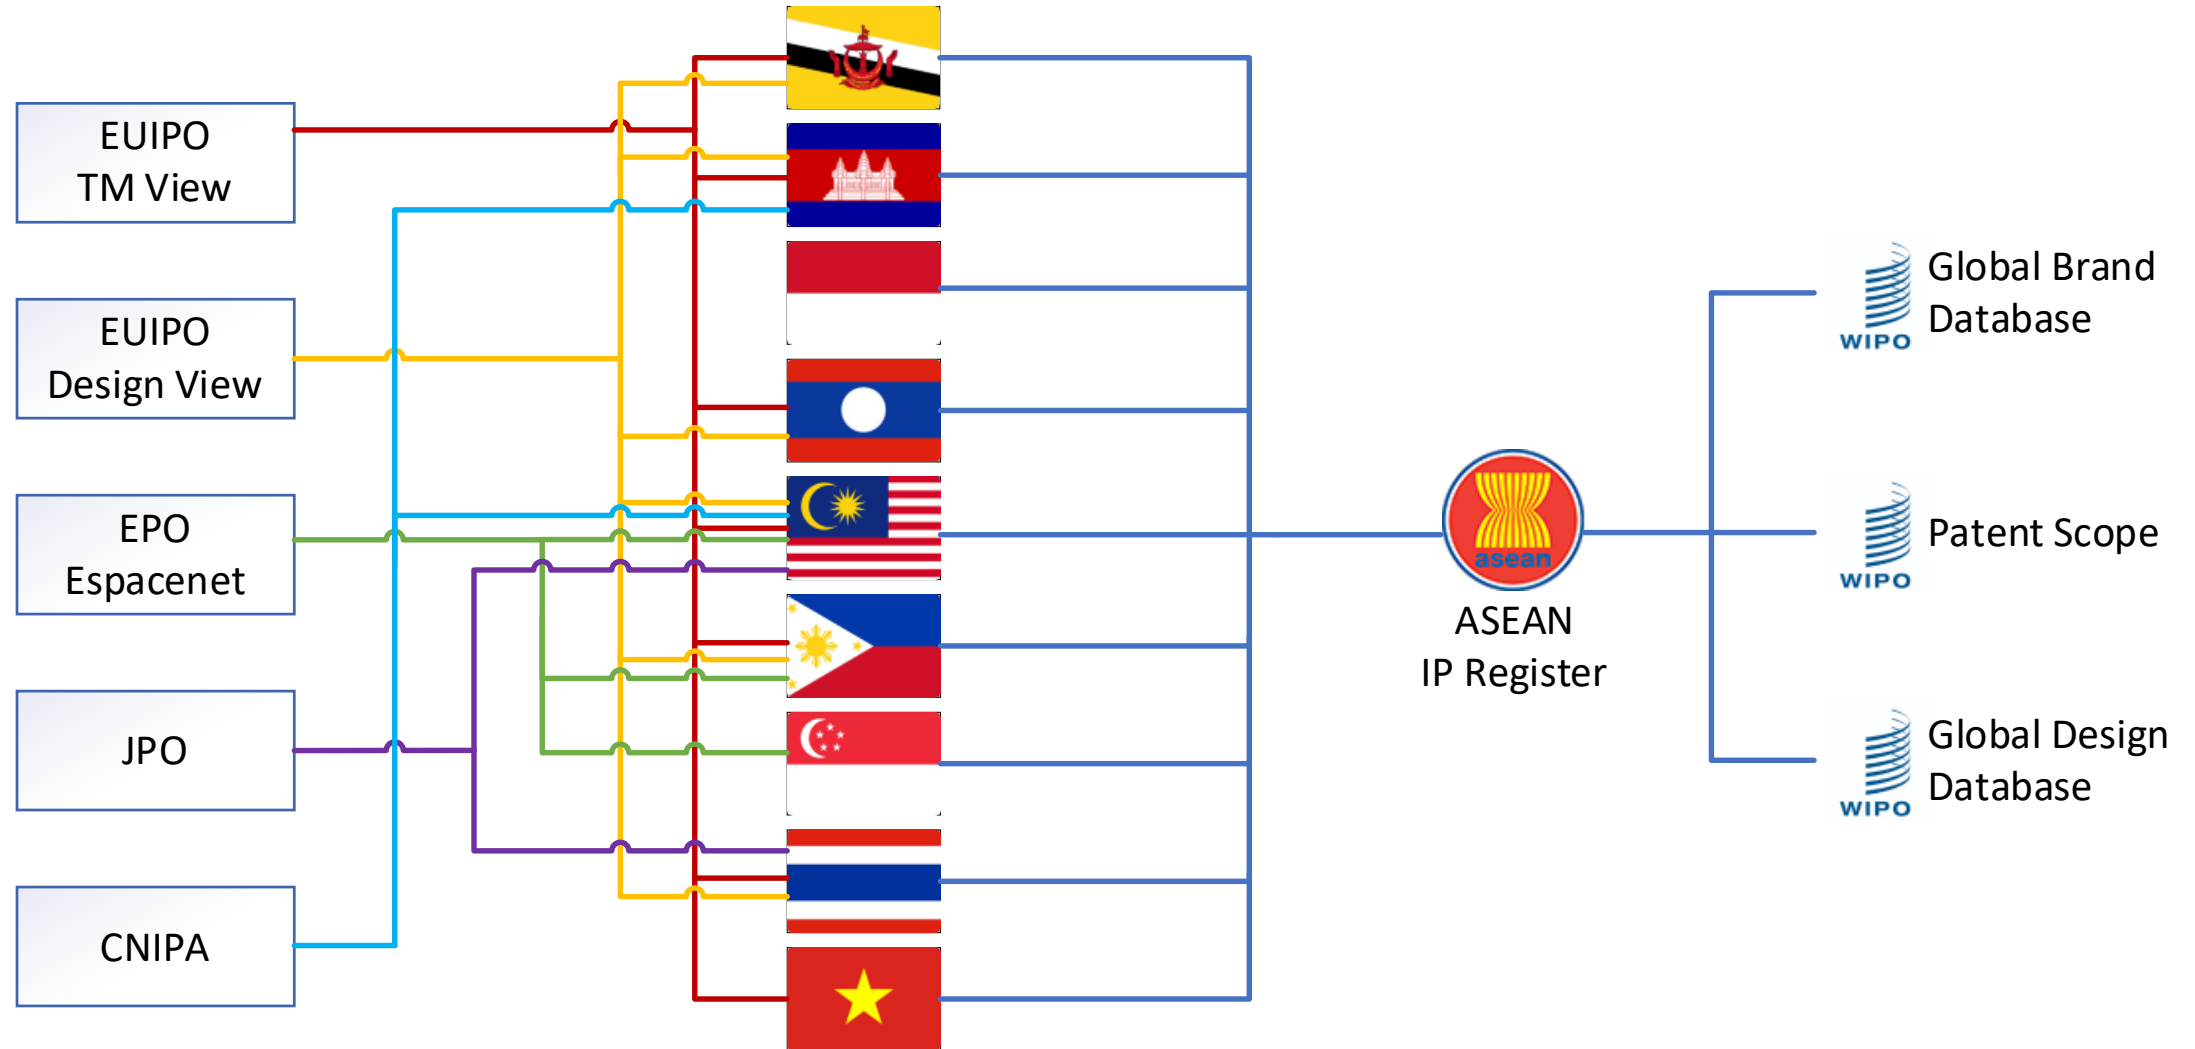 EUIPO
TM View
EUIPO
Design View
EPO
Espacenet
JPO
CNIPA
asean
ASEAN
IP Register
WIPO
Global Brand
Database
WIPO
Patent Scope
WIPO
Global Design
Database